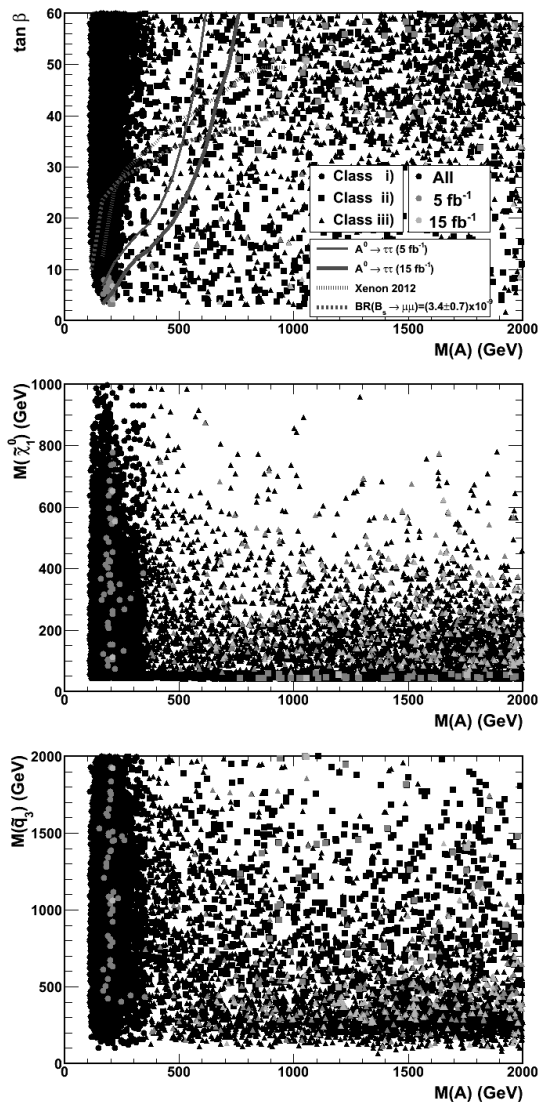 tan β
60
50
40
30
20
10
0
Class i)
Class ii)
Class iii)
All
5 fb⁻¹
15 fb⁻¹
A⁰ → ττ (5 fb⁻¹)
A⁰ → ττ (15 fb⁻¹)
Xenon 2012
BR(Bₛ → μμ)=(3.4±0.7)x10⁻⁹
0 500 1000 1500 2000
M(A) (GeV)
M(χ̃⁰₁) (GeV)
1000
800
600
400
200
0
0 500 1000 1500 2000
M(A) (GeV)
M(q̃₃) (GeV)
2000
1500
1000
500
0
0 500 1000 1500 2000
M(A) (GeV)